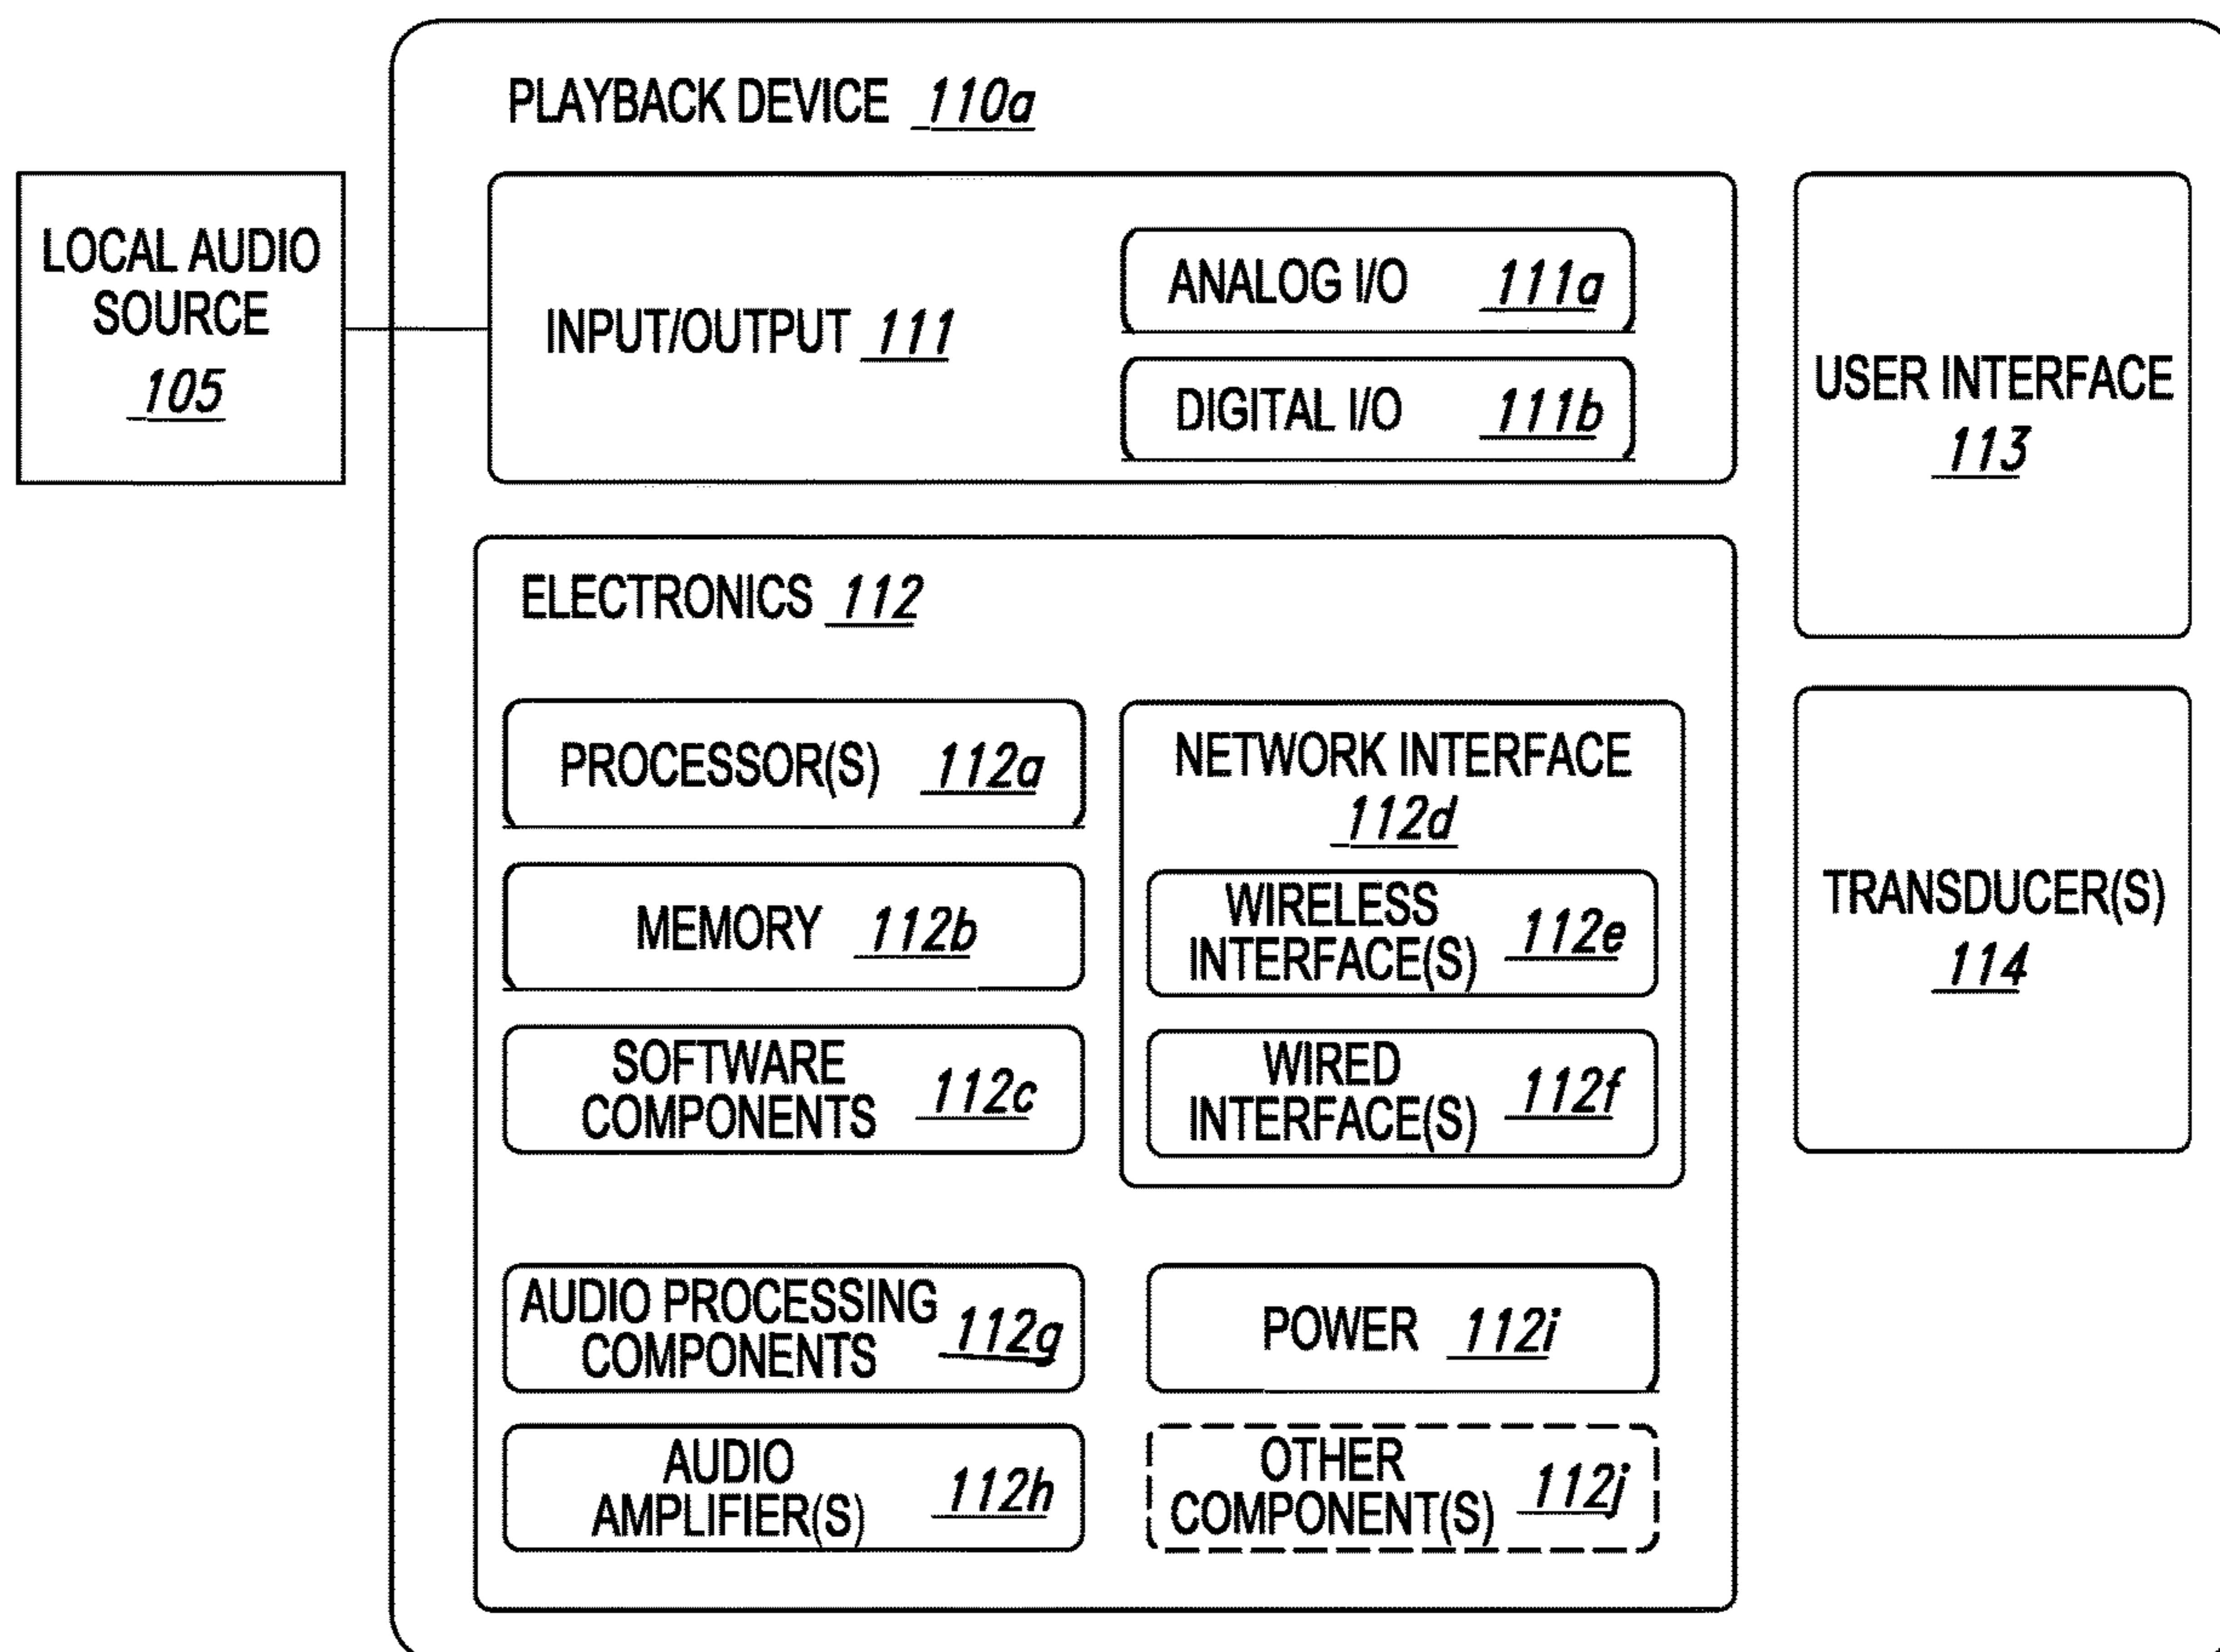 PLAYBACK DEVICE 110a
LOCAL AUDIO
SOURCE
105
INPUT/OUTPUT 111
ANALOG I/O 111a
DIGITAL I/O 111b
USER INTERFACE
113
ELECTRONICS 112
PROCESSOR(S) 112a
MEMORY 112b
SOFTWARE
COMPONENTS 112c
NETWORK INTERFACE
112d
WIRELESS
INTERFACE(S) 112e
WIRED
INTERFACE(S) 112f
TRANSDUCER(S)
114
AUDIO PROCESSING
COMPONENTS 112g
AUDIO
AMPLIFIER(S) 112h
POWER 112i
OTHER
COMPONENT(S) 112j